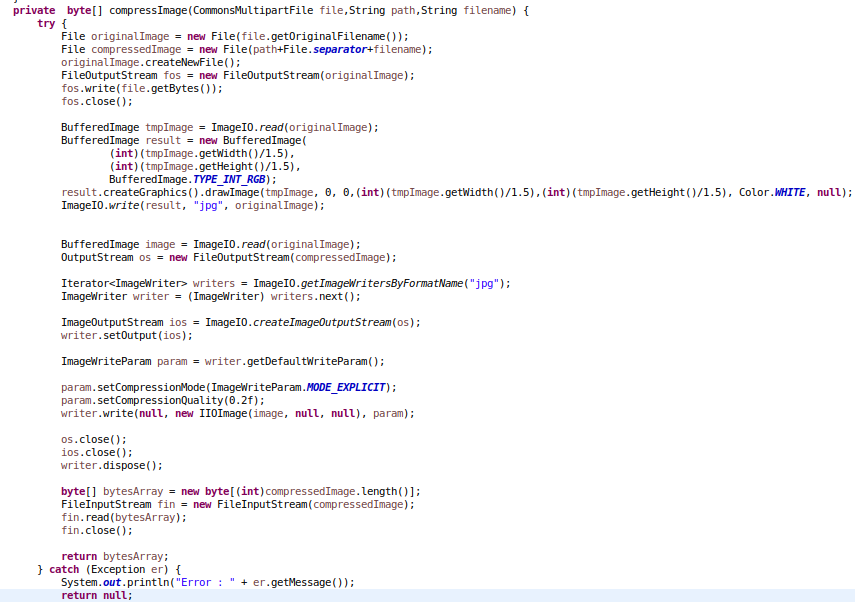 private  byte[] compressImage(CommonsMultipartFile file,String path,String filename) {
try {
File originalImage = new File(file.getOriginalFilename());
File compressedImage = new File(path+File.separator+filename);
originalImage.createNewFile();
FileOutputStream fos = new FileOutputStream(originalImage);
fos.write(file.getBytes());
fos.close();
BufferedImage tmpImage = ImageIO.read(originalImage);
BufferedImage result = new BufferedImage(
(int)(tmpImage.getWidth()/1.5),
(int)(tmpImage.getHeight()/1.5),
BufferedImage.TYPE_INT_RGB);
result.createGraphics().drawImage(tmpImage, 0, 0,(int)(tmpImage.getWidth()/1.5),(int)(tmpImage.getHeight()/1.5), Color.WHITE, null);
ImageIO.write(result, "jpg", originalImage);
BufferedImage image = ImageIO.read(originalImage);
OutputStream os = new FileOutputStream(compressedImage);
Iterator<ImageWriter> writers = ImageIO.getImageWritersByFormatName("jpg");
ImageWriter writer = (ImageWriter) writers.next();
ImageOutputStream ios = ImageIO.createImageOutputStream(os);
writer.setOutput(ios);
ImageWriteParam param = writer.getDefaultWriteParam();
param.setCompressionMode(ImageWriteParam.MODE_EXPLICIT);
param.setCompressionQuality(0.2f);
writer.write(null, new IIOImage(image, null, null), param);
os.close();
ios.close();
writer.dispose();
byte[] bytesArray = new byte[(int)compressedImage.length()];
FileInputStream fin = new FileInputStream(compressedImage);
fin.read(bytesArray);
fin.close();
return bytesArray;
} catch (Exception er) {
System.out.println("Error : " + er.getMessage());
return null;